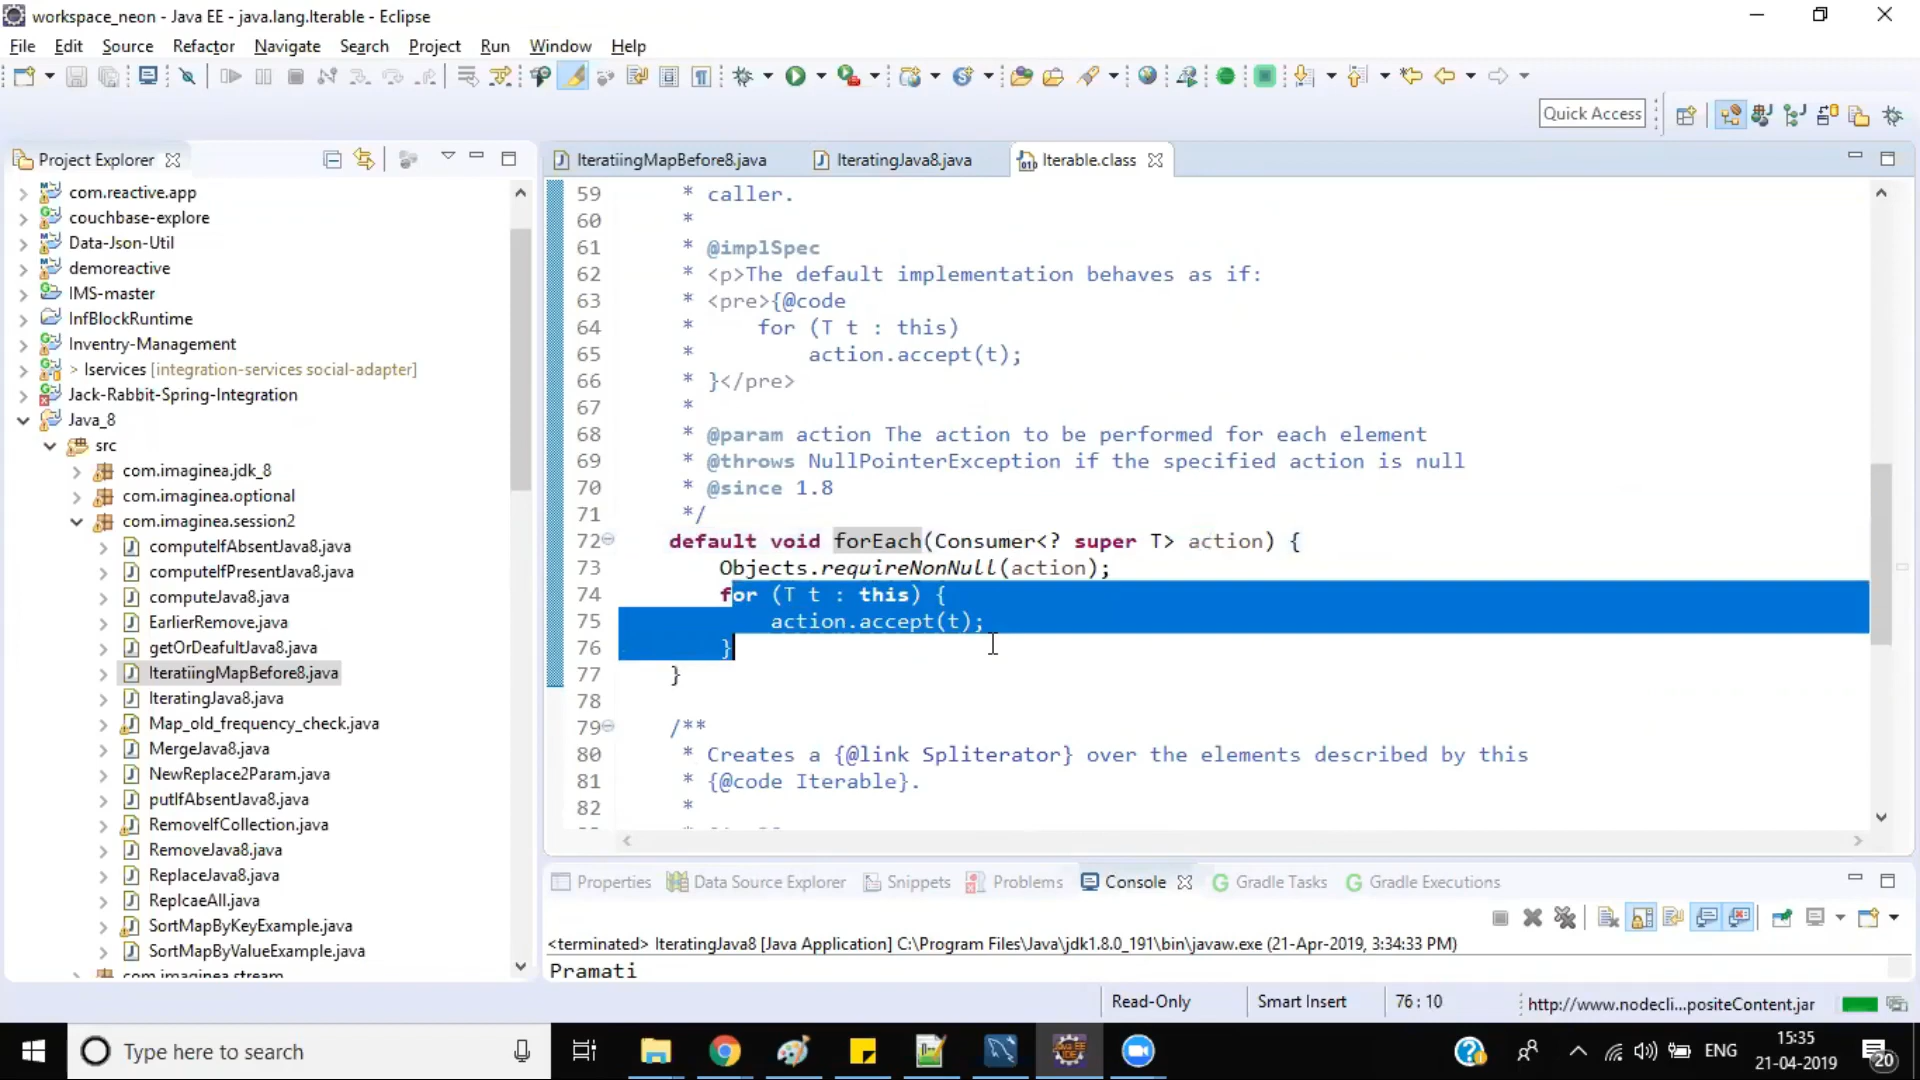 workspace_neon - Java EE - java.lang.Iterable - Eclipse
File Edit Source Refactor Navigate Search Project Run Window Help
Quick Access
Project Explorer
com.reactive.app
couchbase-explore
Data-Json-Util
demoreactive
IMS-master
InfBlockRuntime
Inventry-Management
> Iservices [integration-services social-adapter]
Jack-Rabbit-Spring-Integration
Java_8
src
com.imaginea.jdk_8
com.imaginea.optional
com.imaginea.session2
computeIfAbsentJava8.java
computeIfPresentJava8.java
computeJava8.java
EarlierRemove.java
getOrDeafultJava8.java
IteratiingMapBefore8.java
IteratingJava8.java
Map_old_frequency_check.java
MergeJava8.java
NewReplace2Param.java
putIfAbsentJava8.java
RemoveIfCollection.java
RemoveJava8.java
ReplaceJava8.java
ReplcaeAll.java
SortMapByKeyExample.java
SortMapByValueExample.java
com.imaginea.stream
IteratiingMapBefore8.java IteratingJava8.java Iterable.class
59 * caller.
60 *
61 * @implSpec
62 * <p>The default implementation behaves as if:
63 * <pre>{@code
64 *     for (T t : this)
65 *         action.accept(t);
66 * }</pre>
67 *
68 * @param action The action to be performed for each element
69 * @throws NullPointerException if the specified action is null
70 * @since 1.8
71 */
72 default void forEach(Consumer<? super T> action) {
73 Objects.requireNonNull(action);
74 for (T t : this) {
75 action.accept(t);
76 }
77 }
78
79 /**
80 * Creates a {@link Spliterator} over the elements described by this
81 * {@code Iterable}.
82 *
Properties Data Source Explorer Snippets Problems Console Gradle Tasks Gradle Executions
<terminated> IteratingJava8 [Java Application] C:\Program Files\Java\jdk1.8.0_191\bin\javaw.exe (21-Apr-2019, 3:34:33 PM)
Pramati
Read-Only Smart Insert 76 : 10 http://www.nodecli...positeContent.jar
Type here to search
ENG
15:35
21-04-2019
20